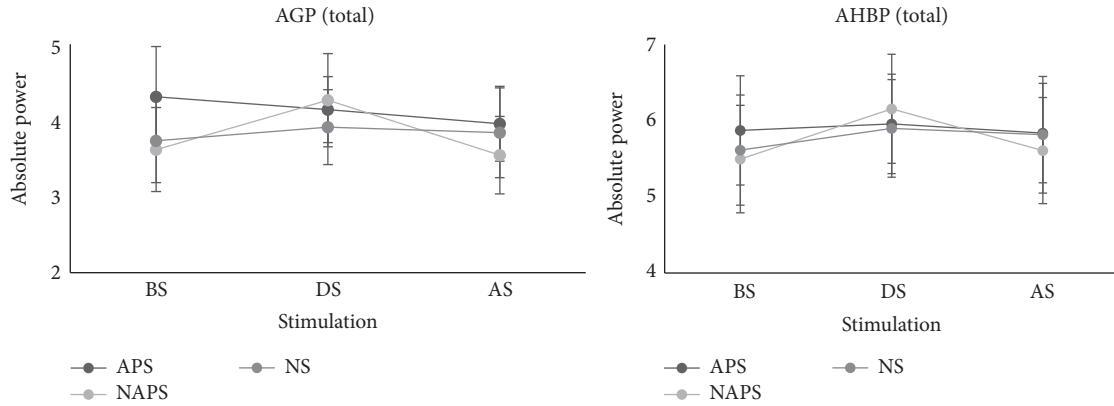 AGP (total)
5
4
3
2
Absolute power
BS
DS
AS
Stimulation
APS
NS
NAPS
AHBP (total)
7
6
5
4
Absolute power
BS
DS
AS
Stimulation
APS
NS
NAPS